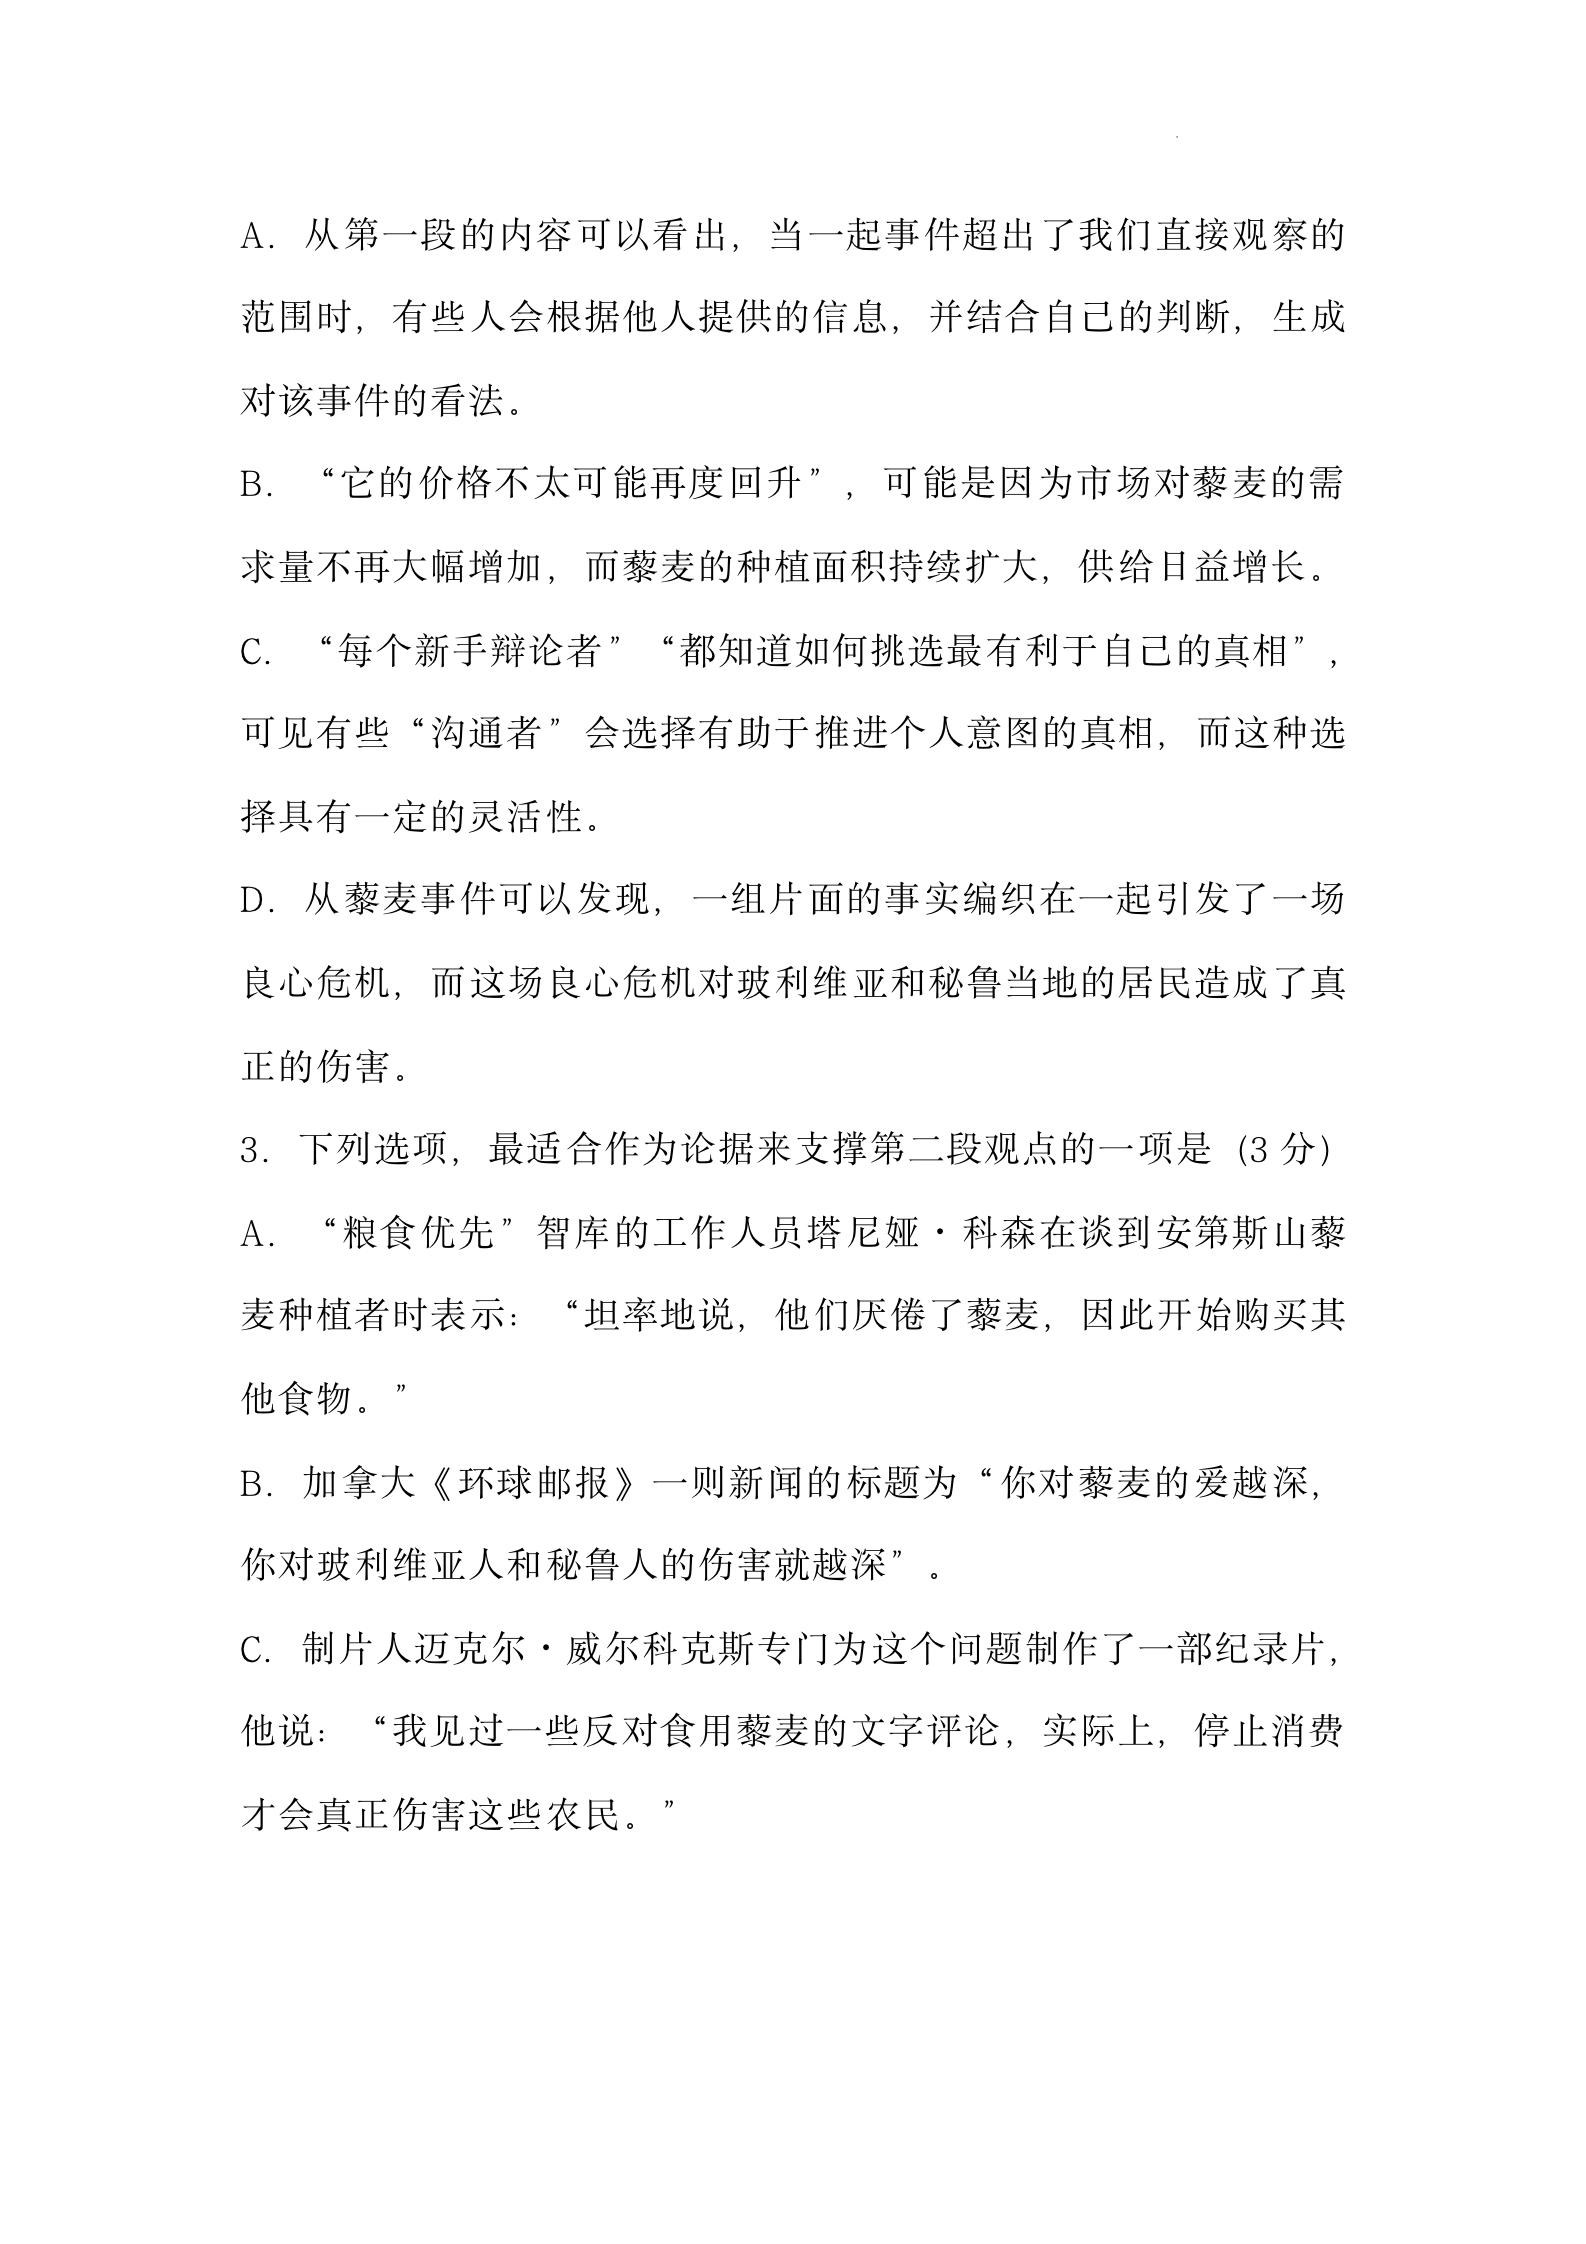 A．从第一段的内容可以看出，当一起事件超出了我们直接观察的
范围时，有些人会根据他人提供的信息，并结合自己的判断，生成
对该事件的看法。
B．“它的价格不太可能再度回升”，可能是因为市场对藜麦的需
求量不再大幅增加，而藜麦的种植面积持续扩大，供给日益增长。
C．“每个新手辩论者”“都知道如何挑选最有利于自己的真相”，
可见有些“沟通者”会选择有助于推进个人意图的真相，而这种选
择具有一定的灵活性。
D．从藜麦事件可以发现，一组片面的事实编织在一起引发了一场
良心危机，而这场良心危机对玻利维亚和秘鲁当地的居民造成了真
正的伤害。
3．下列选项，最适合作为论据来支撑第二段观点的一项是（3 分）
A．“粮食优先”智库的工作人员塔尼娅·科森在谈到安第斯山藜
麦种植者时表示：“坦率地说，他们厌倦了藜麦，因此开始购买其
他食物。”
B．加拿大《环球邮报》一则新闻的标题为“你对藜麦的爱越深，
你对玻利维亚人和秘鲁人的伤害就越深”。
C．制片人迈克尔·威尔科克斯专门为这个问题制作了一部纪录片，
他说：“我见过一些反对食用藜麦的文字评论，实际上，停止消费
才会真正伤害这些农民。”